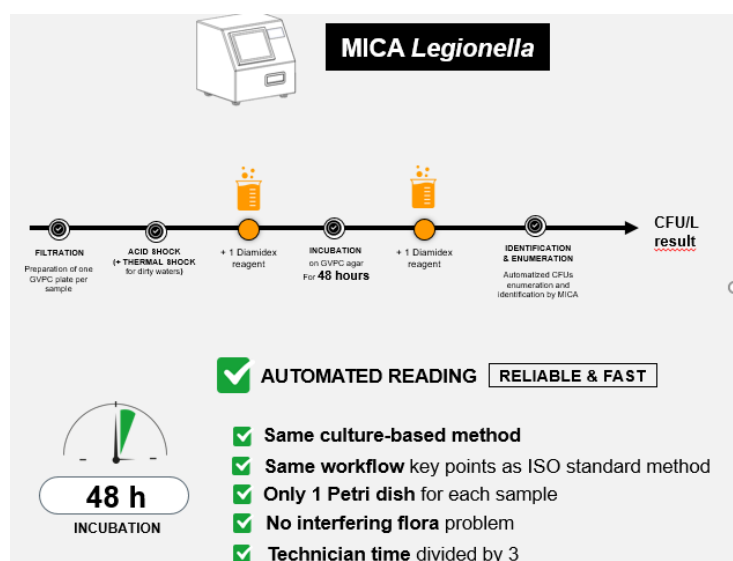 MICA Legionella
CFU/L
result
FILTRATION
Preparation of one
GVPC plate per
sample
ACID SHOCK
(+ THERMAL SHOCK
for dirty waters)
+ 1 Diamidex
reagent
INCUBATION
on GVPC agar
For 48 hours
+ 1 Diamidex
reagent
IDENTIFICATION
& ENUMERATION
Automatized CFUs
enumeration and
identification by MICA
AUTOMATED READING RELIABLE & FAST
48 h
INCUBATION
Same culture-based method
Same workflow key points as ISO standard method
Only 1 Petri dish for each sample
No interfering flora problem
Technician time divided by 3